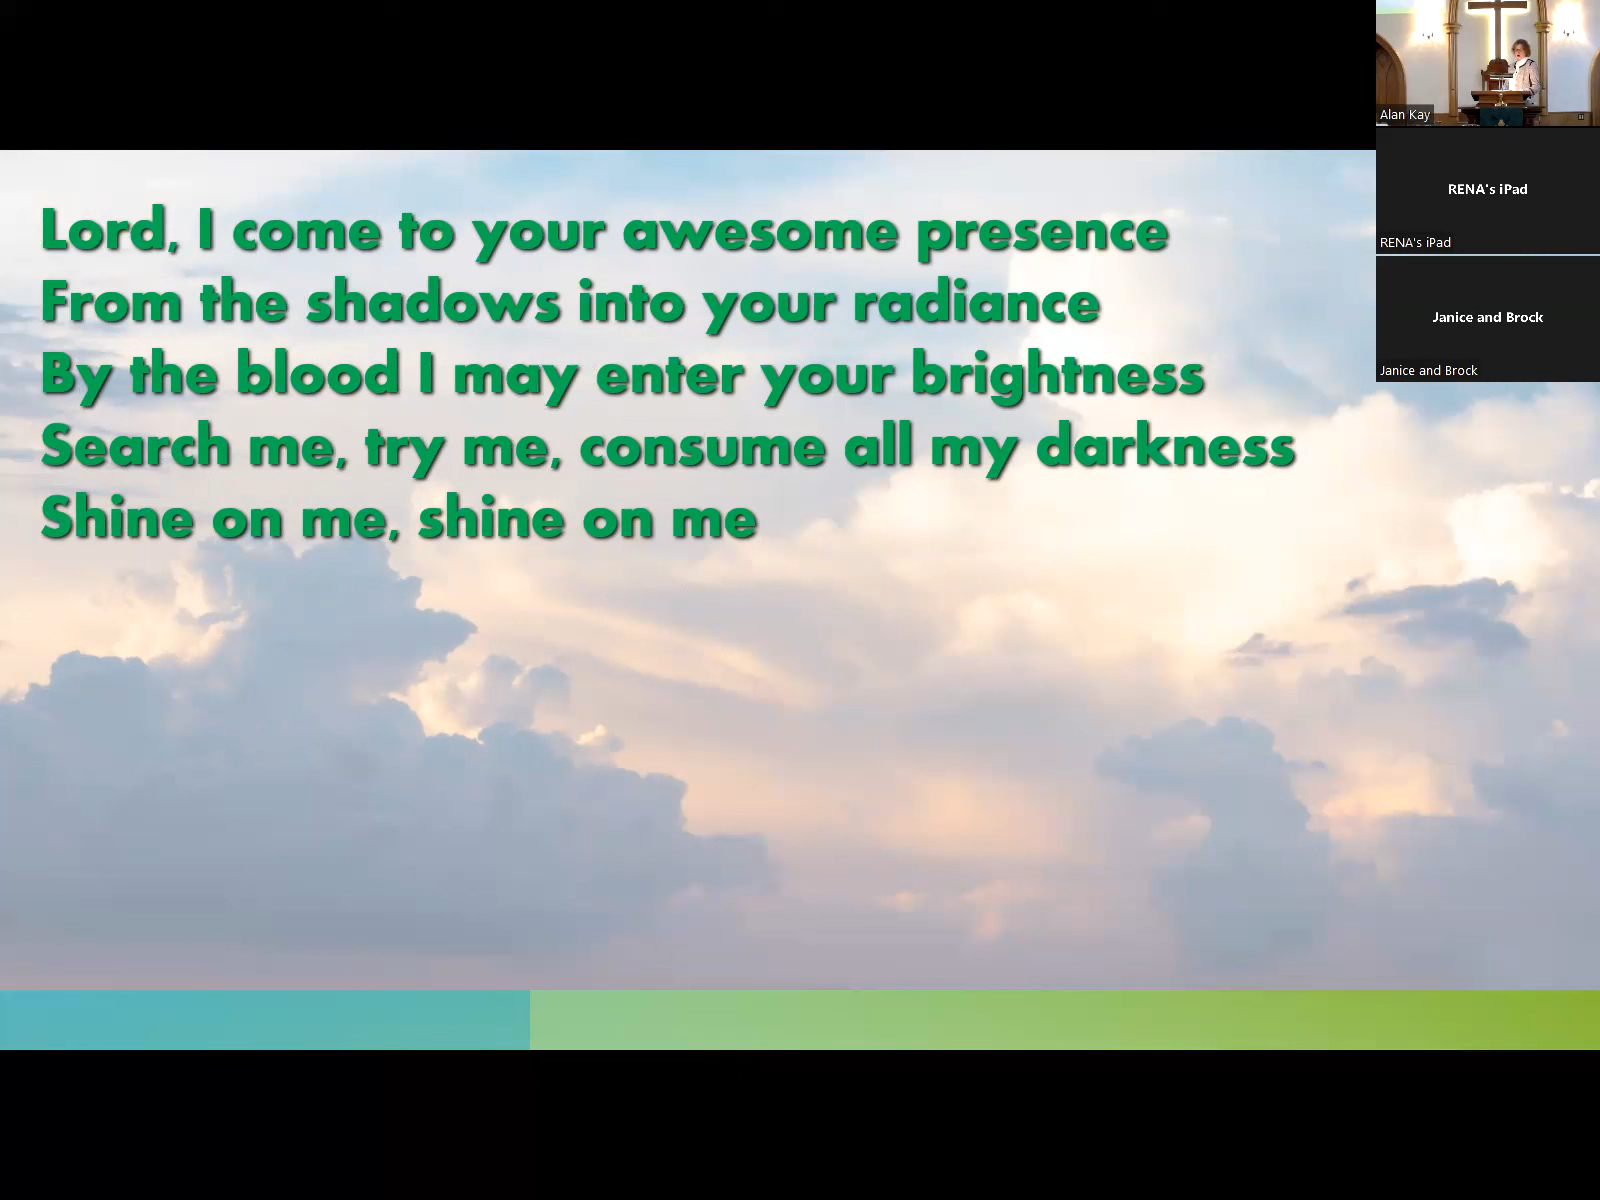 Lord, I come to your awesome presence
From the shadows into your radiance
By the blood I may enter your brightness
Search me, try me, consume all my darkness
Shine on me, shine on me
Alan Kay
RENA's iPad
RENA's iPad
Janice and Brock
Janice and Brock